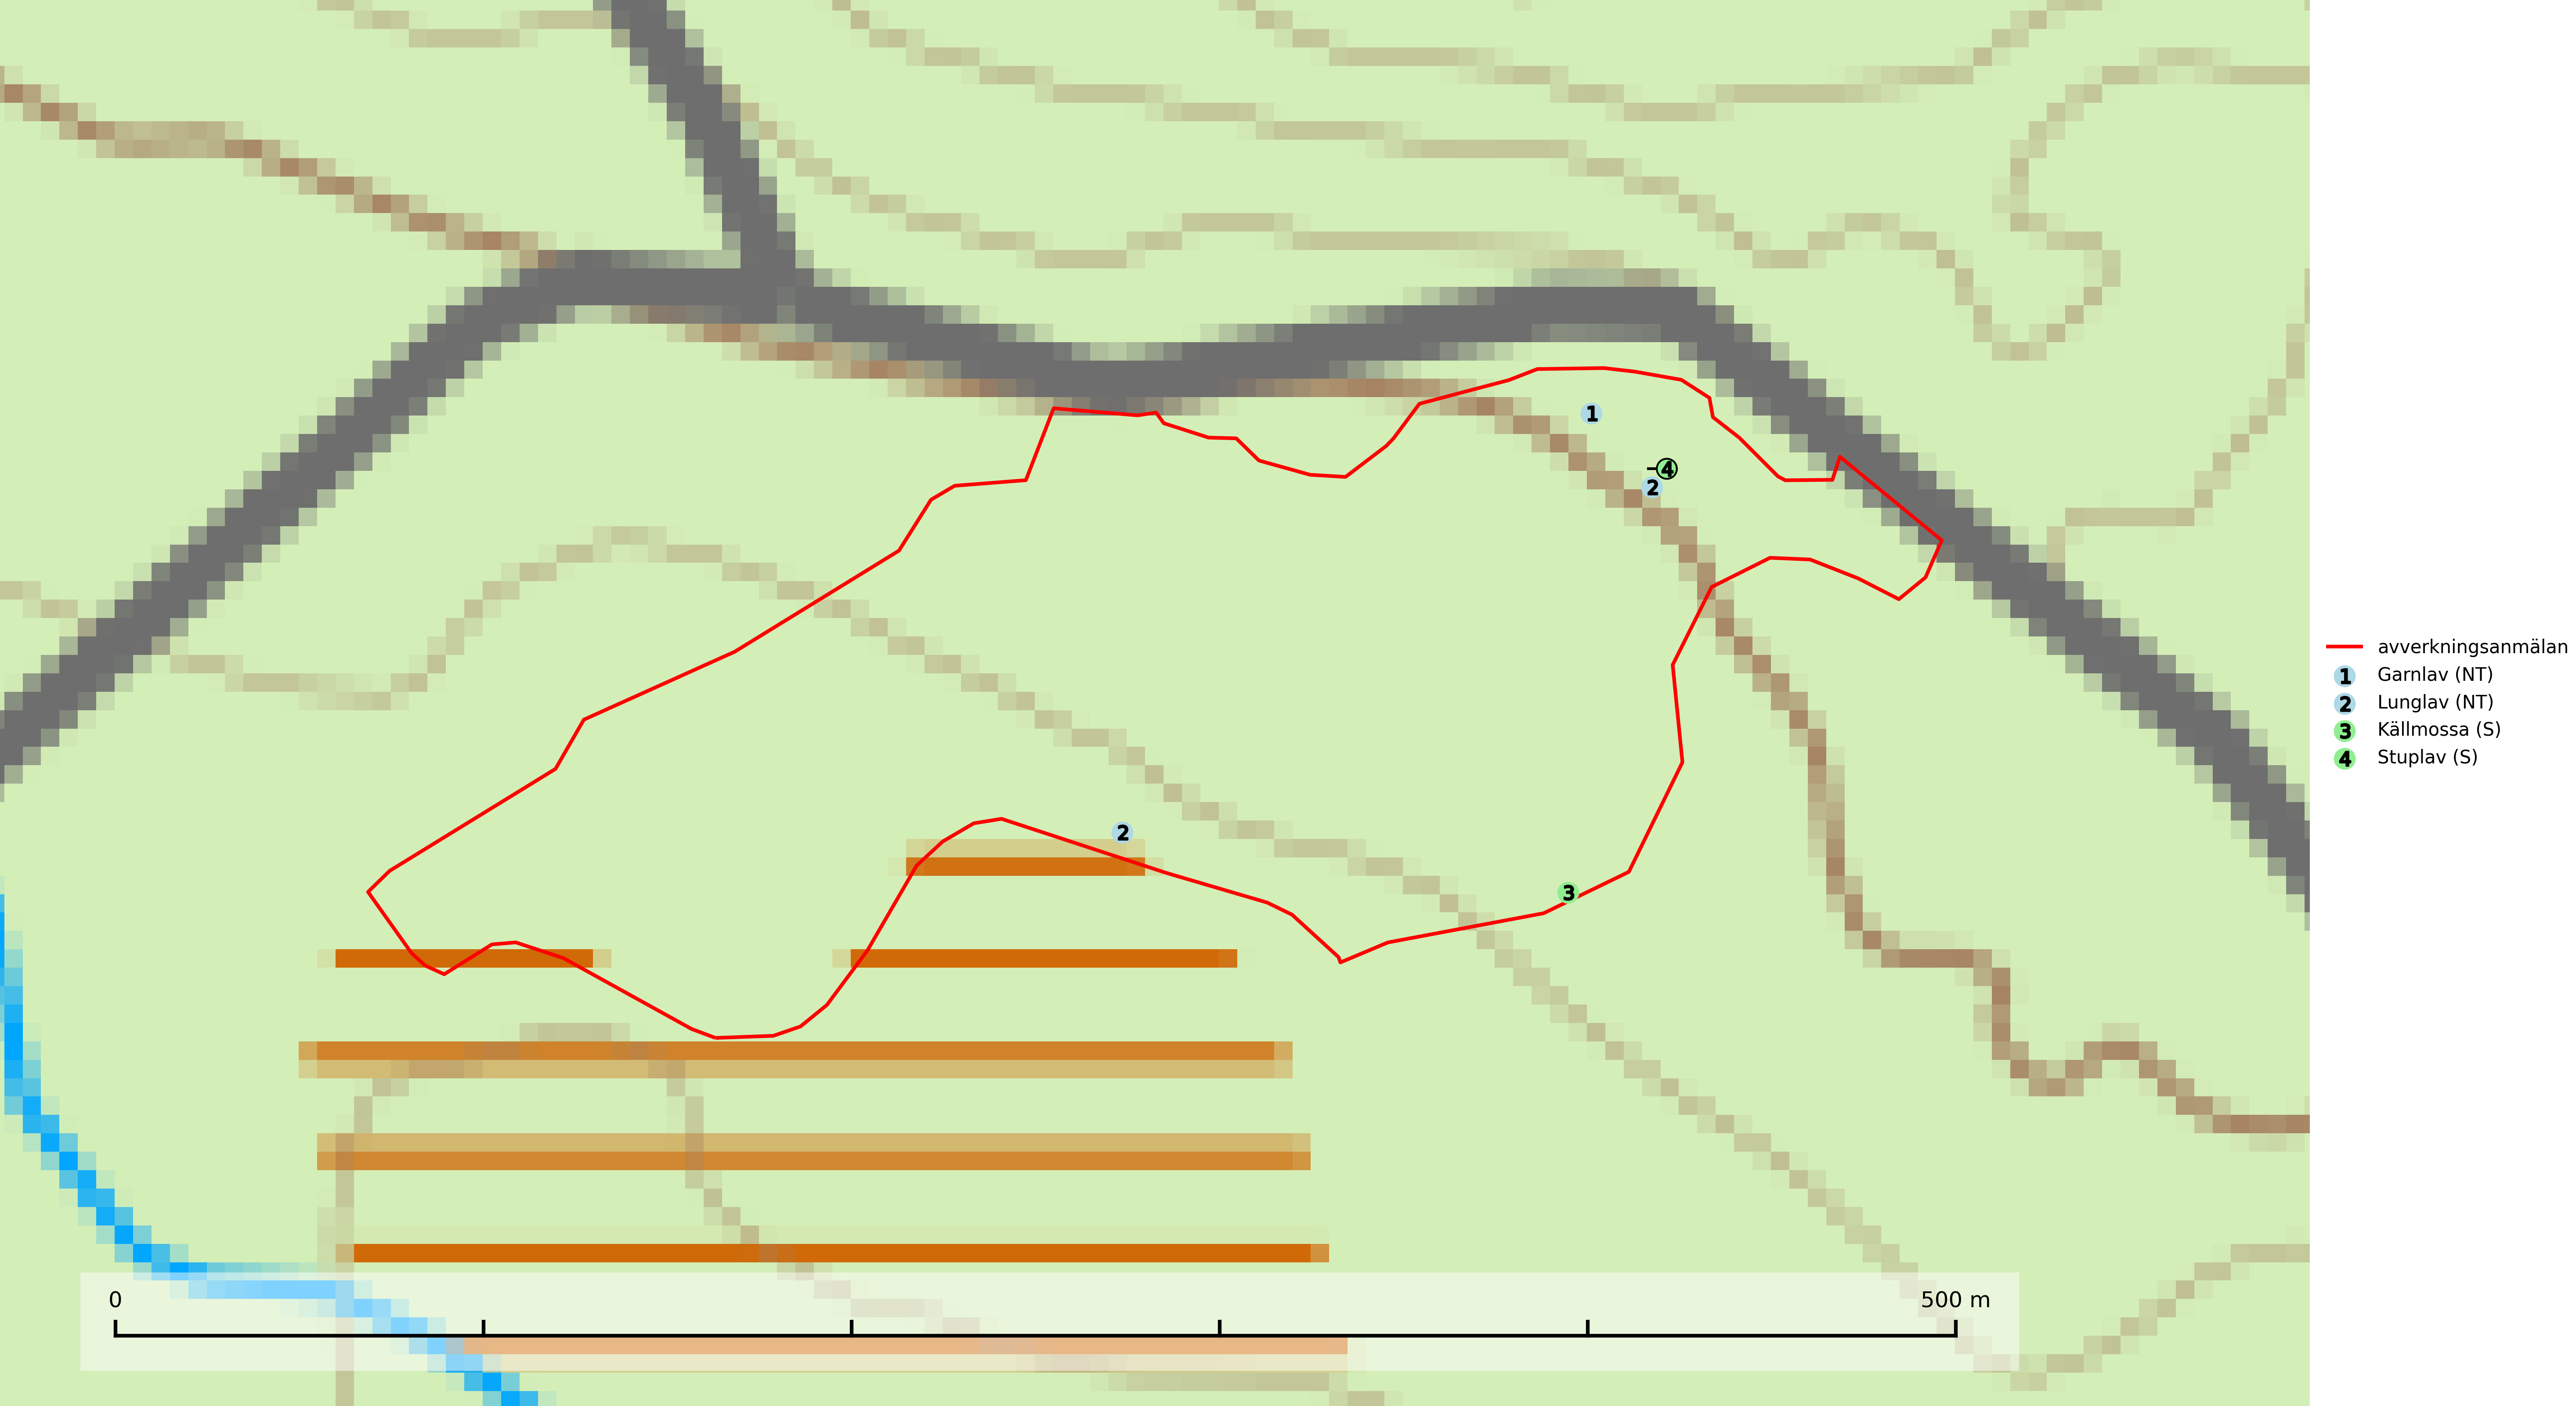 1
4
2
2
3
0
500 m
avverkningsanmälan
1 Garnlav (NT)
2 Lunglav (NT)
3 Källmossa (S)
4 Stuplav (S)